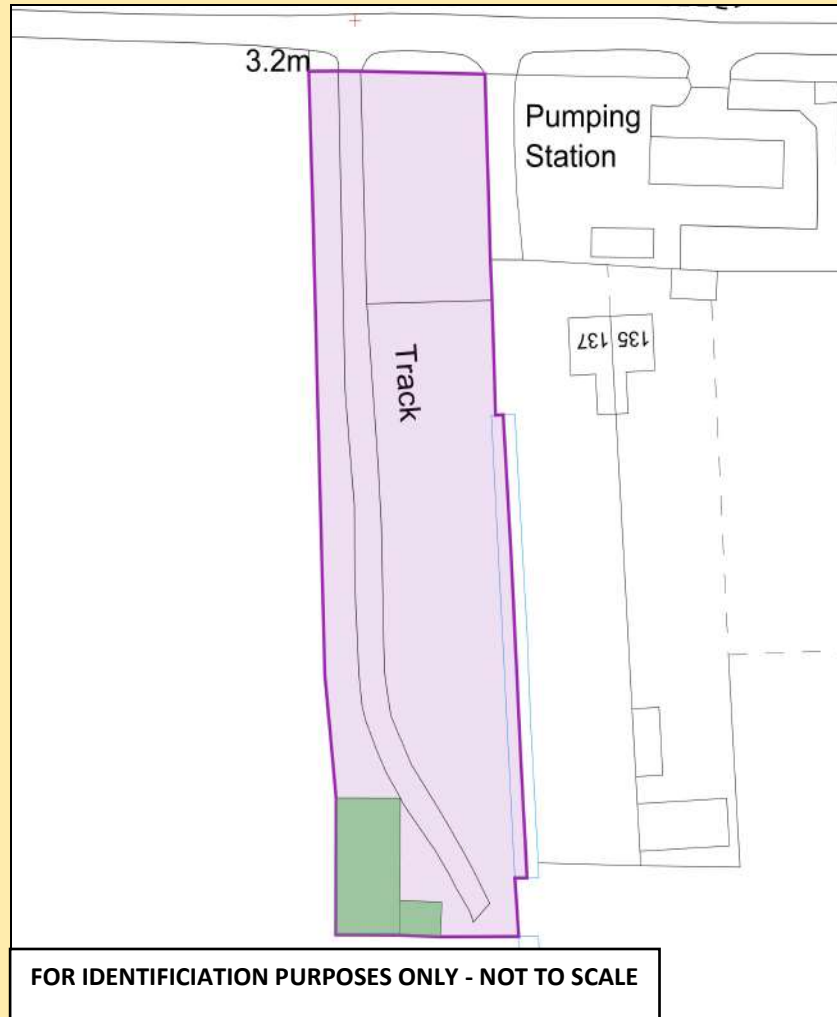 3.2m
Pumping
Station
137 135
Track
FOR IDENTIFICIATION PURPOSES ONLY - NOT TO SCALE